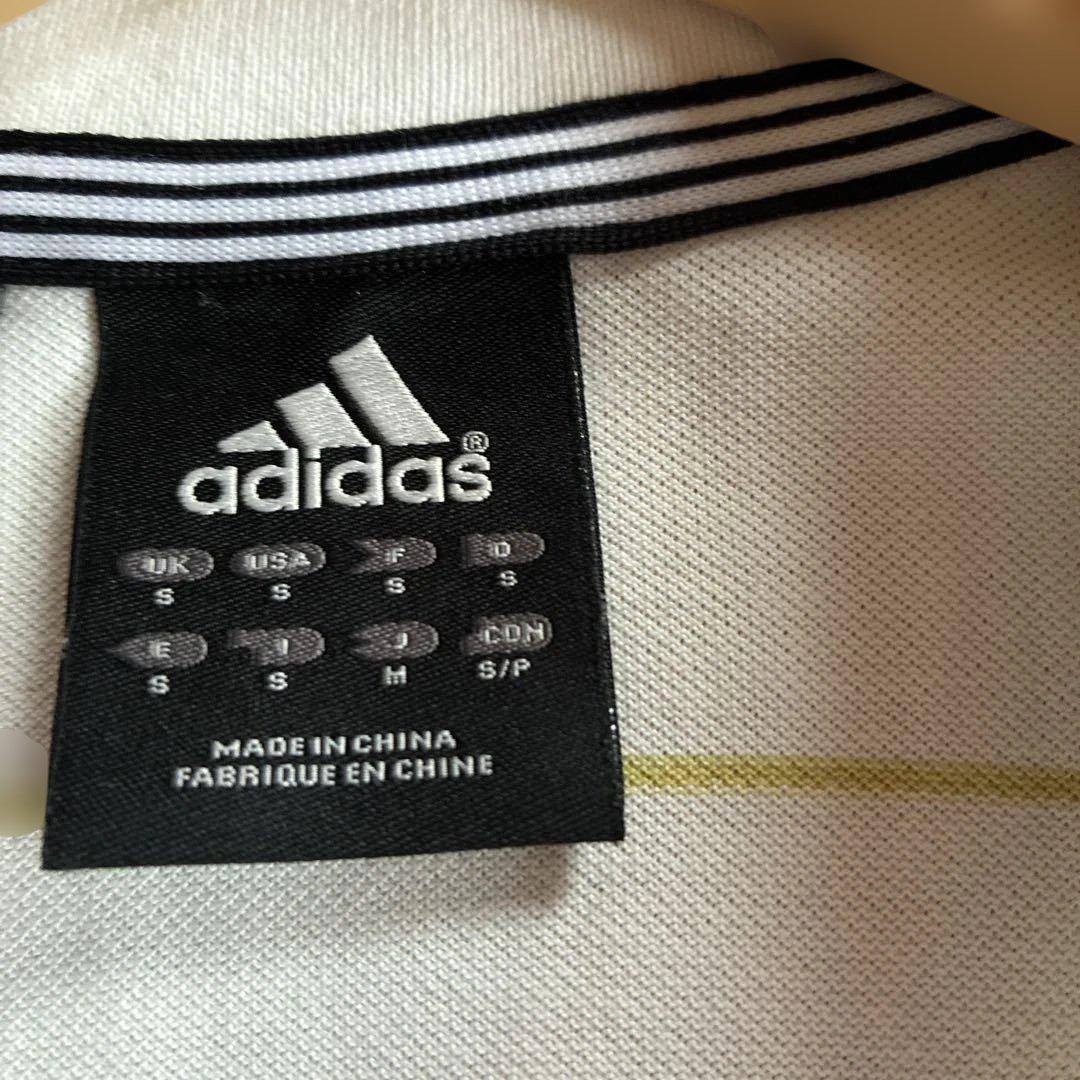 adidas®
UK USA F D
S S S S
E I J CDN
S S M S/P
MADE IN CHINA
FABRIQUE EN CHINE